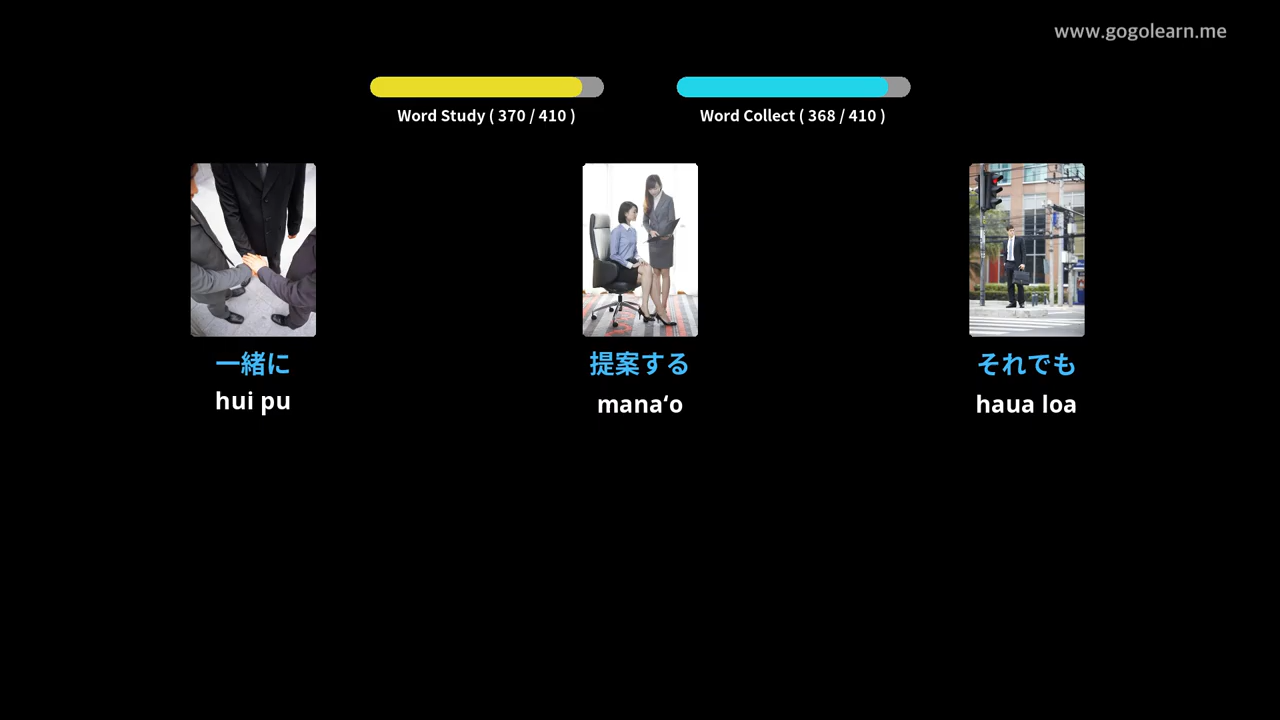 www.gogolearn.me
Word Study ( 370 / 410 )
Word Collect ( 368 / 410 )
一緒に
hui pu
提案する
manaʻo
それでも
haua loa